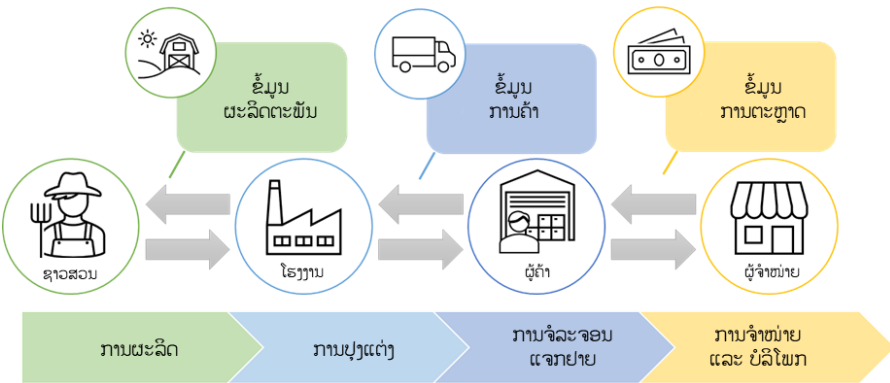 ຂໍ້ມູນ
ຜະລິດຕະພັນ
ຂໍ້ມູນ
ການຄ້າ
ຂໍ້ມູນ
ການຕະຫຼາດ
ຊາວສວນ
ໂຮງງານ
ຜູ້ຄ້າ
ຜູ້ຈຳໜ່າຍ
ການຜະລິດ
ການປຸງແຕ່ງ
ການຈໍລະຈອນ
ແຈກຢາຍ
ການຈຳໜ່າຍ
ແລະ ບໍລິໂພກ